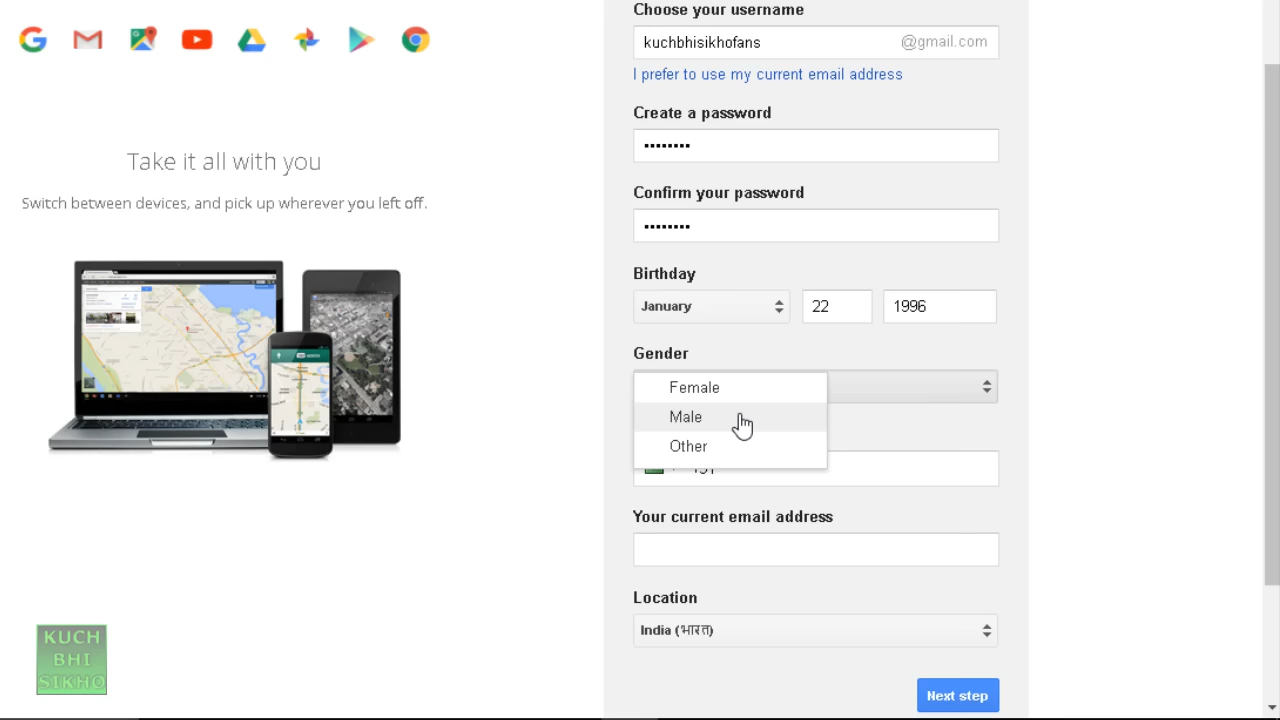 Take it all with you
Switch between devices, and pick up wherever you left off.
KUCH
BHI
SIKHO
Choose your username
kuchbhisikhofans
@gmail.com
I prefer to use my current email address
Create a password
••••••••
Confirm your password
••••••••
Birthday
January
22
1996
Gender
Female
Male
Other
Your current email address
Location
India (भारत)
Next step